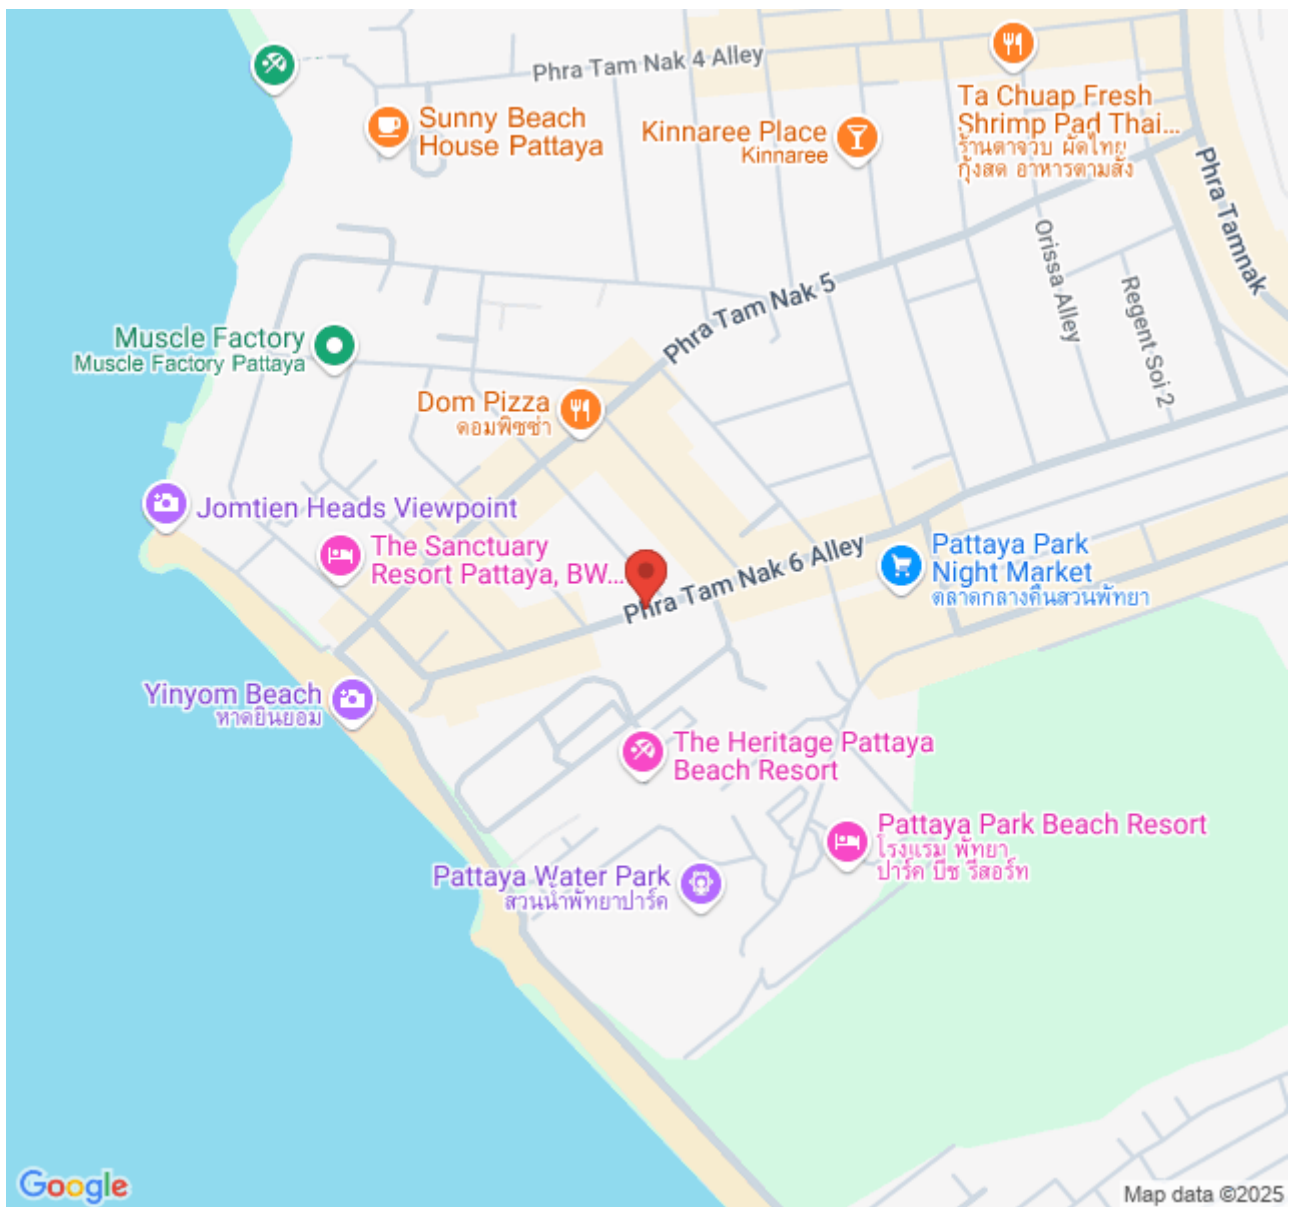 Phra Tam Nak 4 Alley
Ta Chuap Fresh
Shrimp Pad Thai...
ร้านตาจวบ ผัดไทย
กุ้งสด อาหารตามสั่ง
Sunny Beach
House Pattaya
Kinnaree Place
Kinnaree
Phra Tamnak
Orissa Alley
Regent Soi 2
Phra Tam Nak 5
Muscle Factory
Muscle Factory Pattaya
Dom Pizza
ดอมพิซซ่า
Jomtien Heads Viewpoint
The Sanctuary
Resort Pattaya, BW...
Phra Tam Nak 6 Alley
Pattaya Park
Night Market
ตลาดกลางคืนสวนพัทยา
Yinyom Beach
หาดยินยอม
The Heritage Pattaya
Beach Resort
Pattaya Park Beach Resort
โรงแรม พัทยา
ปาร์ค บีช รีสอร์ท
Pattaya Water Park
สวนน้ำพัทยาปาร์ค
Google
Map data ©2025